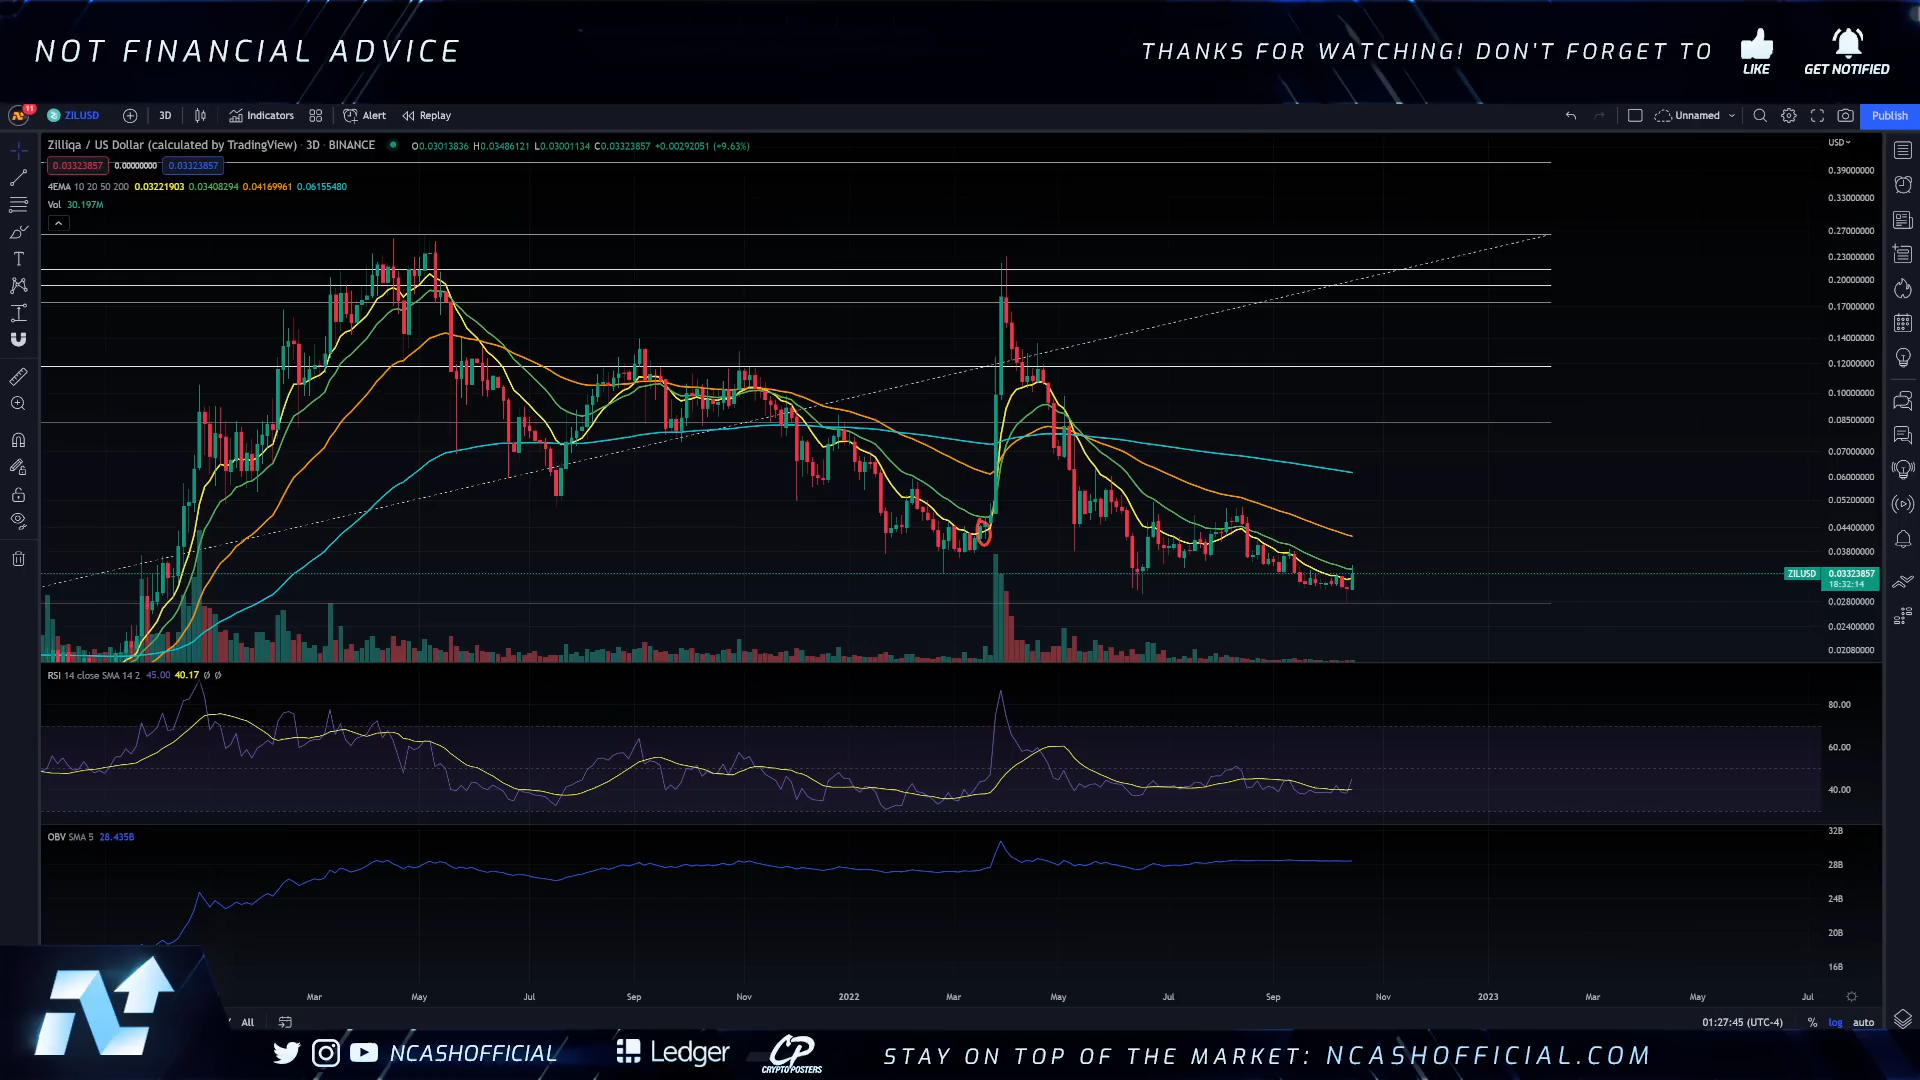 NOT FINANCIAL ADVICE
THANKS FOR WATCHING! DON'T FORGET TO
LIKE
GET NOTIFIED
11
ZILUSD
3D
Indicators
Alert
Replay
Unnamed
Publish
Zilliqa / US Dollar (calculated by TradingView) · 3D · BINANCE
O0.03013836 H0.03486121 L0.03001134 C0.03323857 +0.00292051 (+9.63%)
USD
0.03323857 0.00000000 0.03323857
4EMA 10 20 50 200 0.03221903 0.03408294 0.04169961 0.06155480
Vol 30.197M
0.39000000
0.33000000
0.27000000
0.23000000
0.20000000
0.17000000
0.14000000
0.12000000
0.10000000
0.08500000
0.07000000
0.06000000
0.05200000
0.04400000
0.03800000
ZILUSD 0.03323857
18:32:14
0.02800000
0.02400000
0.02080000
RSI 14 close SMA 14 2 45.00 40.17 Ø Ø
80.00
60.00
40.00
OBV SMA 5 28.435B
32B
28B
24B
20B
16B
Mar May Jul Sep Nov 2022 Mar May Jul Sep Nov 2023 Mar May Jul
All
01:27:45 (UTC-4) % log auto
NCASHOFFICIAL
Ledger
CP
CRYPTOPOSTERS
STAY ON TOP OF THE MARKET: NCASHOFFICIAL.COM